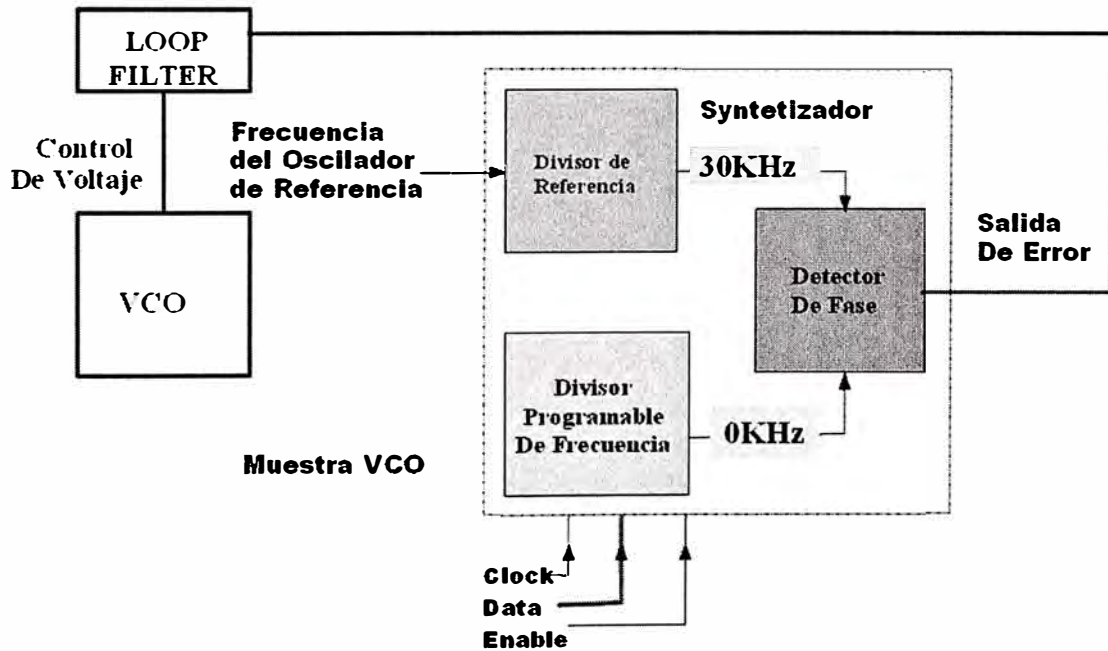 LOOP
FILTER
Control
De Voltaje
VCO
Frecuencia
del Oscilador
de Referencia
Syntetizador
Divisor de
Referencia
30KHz
Detector
De Fase
Salida
De Error
Divisor
Programable
De Frecuencia
0KHz
Muestra VCO
Clock
Data
Enable